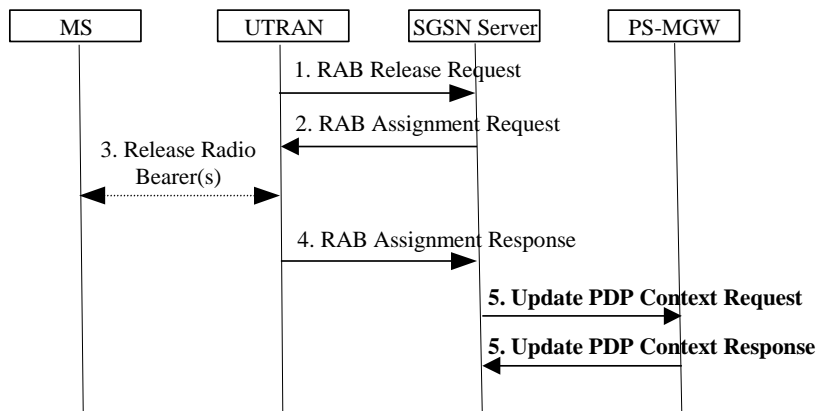 MS
UTRAN
SGSN Server
PS-MGW
1. RAB Release Request
2. RAB Assignment Request
3. Release Radio
Bearer(s)
4. RAB Assignment Response
5. Update PDP Context Request
5. Update PDP Context Response